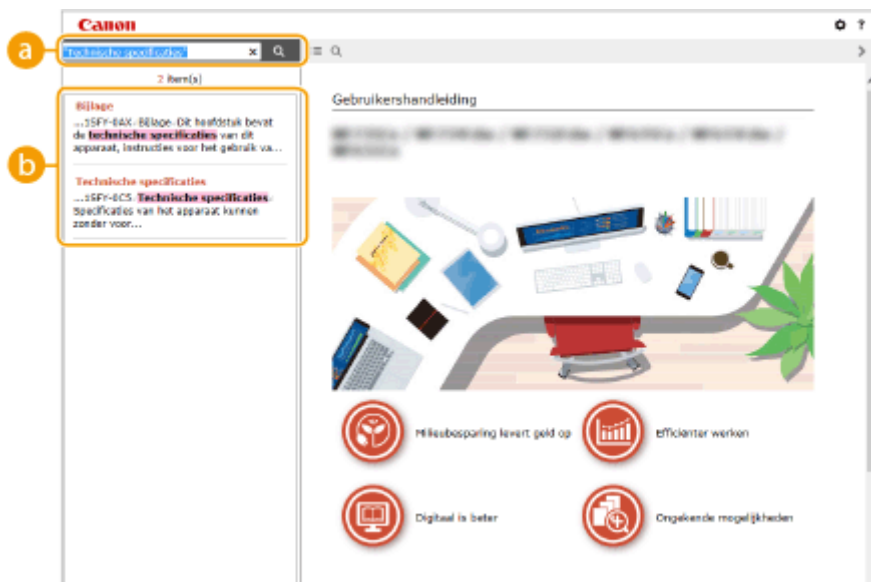 Canon
?
a
"technische specificaties" x
2 item(s)
b
Bijlage
...1SFY-0AX. Bijlage. Dit hoofdstuk bevat
de technische specificaties van dit
apparaat, instructies voor het gebruik va...
Technische specificaties
...1SFY-0C5. Technische specificaties.
Specificaties van het apparaat kunnen
zonder voor...
Gebruikershandleiding
Milieubesparing levert geld op
Efficiënter werken
Digitaal is beter
Ongekende mogelijkheden